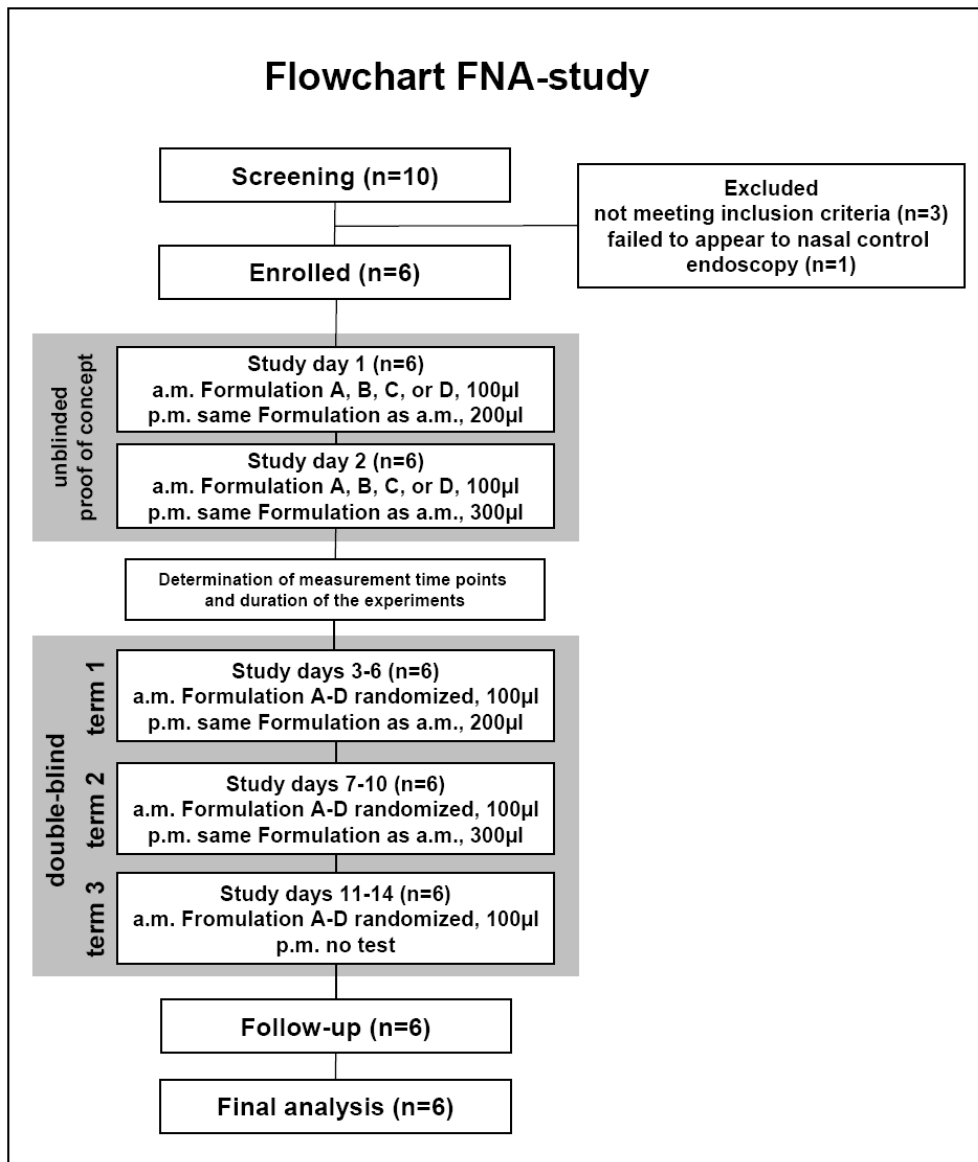 Flowchart FNA-study
Screening (n=10)
Excluded
not meeting inclusion criteria (n=3)
failed to appear to nasal control
endoscopy (n=1)
Enrolled (n=6)
unblinded
proof of concept
Study day 1 (n=6)
a.m. Formulation A, B, C, or D, 100µl
p.m. same Formulation as a.m., 200µl
Study day 2 (n=6)
a.m. Formulation A, B, C, or D, 100µl
p.m. same Formulation as a.m., 300µl
Determination of measurement time points
and duration of the experiments
double-blind
term 1
Study days 3-6 (n=6)
a.m. Formulation A-D randomized, 100µl
p.m. same Formulation as a.m., 200µl
term 2
Study days 7-10 (n=6)
a.m. Formulation A-D randomized, 100µl
p.m. same Formulation as a.m., 300µl
term 3
Study days 11-14 (n=6)
a.m. Fromulation A-D randomized, 100µl
p.m. no test
Follow-up (n=6)
Final analysis (n=6)